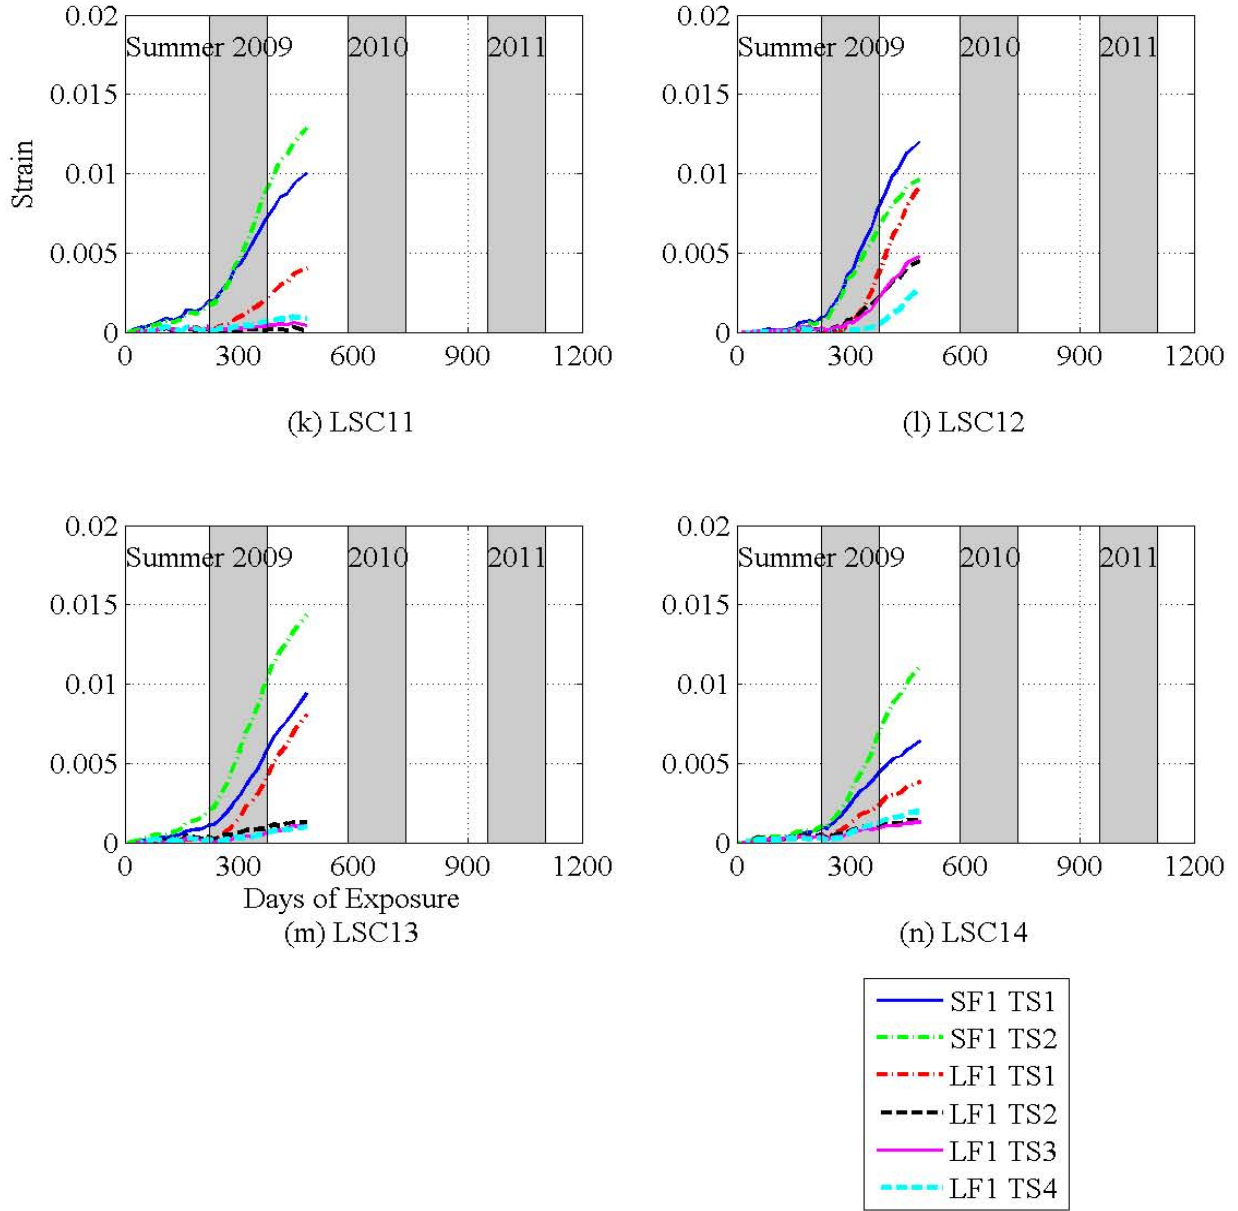 0.02
Summer 2009 2010 2011
0.015
0.01
0.005
0
Strain
0 300 600 900 1200
(k) LSC11
0.02
Summer 2009 2010 2011
0.015
0.01
0.005
0
0 300 600 900 1200
(l) LSC12
0.02
Summer 2009 2010 2011
0.015
0.01
0.005
0
0 300 600 900 1200
Days of Exposure
(m) LSC13
0.02
Summer 2009 2010 2011
0.015
0.01
0.005
0
0 300 600 900 1200
(n) LSC14
SF1 TS1
SF1 TS2
LF1 TS1
LF1 TS2
LF1 TS3
LF1 TS4